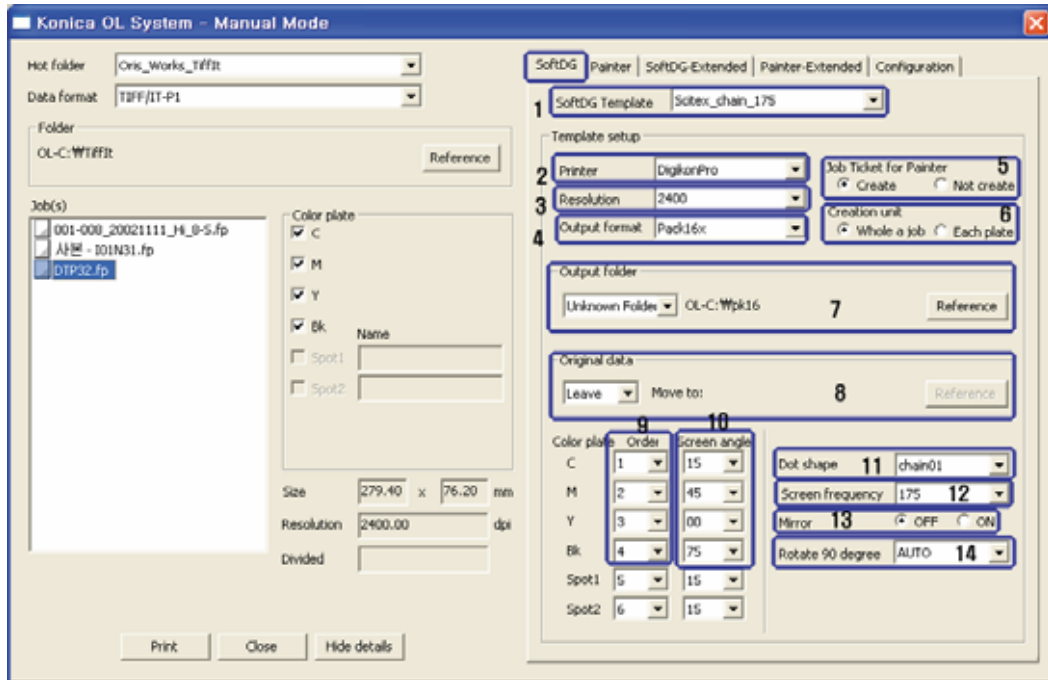 Konica OL System - Manual Mode
Hot folder Oris_Works_TiffIt
Data format TIFF/IT-P1
Folder
OL-C:₩TiffIt
Reference
Job(s)
001-008_20021111_Hi_8-S.fp
사본 - I01N31.fp
DTP32.fp
Color plate
C
M
Y
Bk
Name
Spot1
Spot2
Size 279.40 x 76.20 mm
Resolution 2400.00 dpi
Divided
Print Close Hide details
SoftDG Painter SoftDG-Extended Painter-Extended Configuration
1 SoftDG Template Scitex_chain_175
Template setup
2 Printer DigikonPro
3 Resolution 2400
4 Output format Pack16x
Job Ticket for Painter 5
Create Not create
Creation unit 6
Whole a job Each plate
Output folder
Unknown Folder OL-C:₩pk16 7 Reference
Original data
Leave Move to: 8 Reference
9 10
Color plate Order Screen angle
C 1 15
M 2 45
Y 3 00
Bk 4 75
Spot1 5 15
Spot2 6 15
Dot shape 11 chain01
Screen frequency 175 12
Mirror 13 OFF ON
Rotate 90 degree AUTO 14